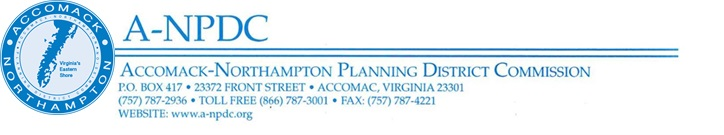 ACCOMACK
NORTHAMPTON
Virginia's
Eastern
Shore
A-NPDC
ACCOMACK-NORTHAMPTON PLANNING DISTRICT COMMISSION
P.O. BOX 417 • 23372 FRONT STREET • ACCOMAC, VIRGINIA 23301
(757) 787-2936 • TOLL FREE (866) 787-3001 • FAX: (757) 787-4221
WEBSITE: www.a-npdc.org